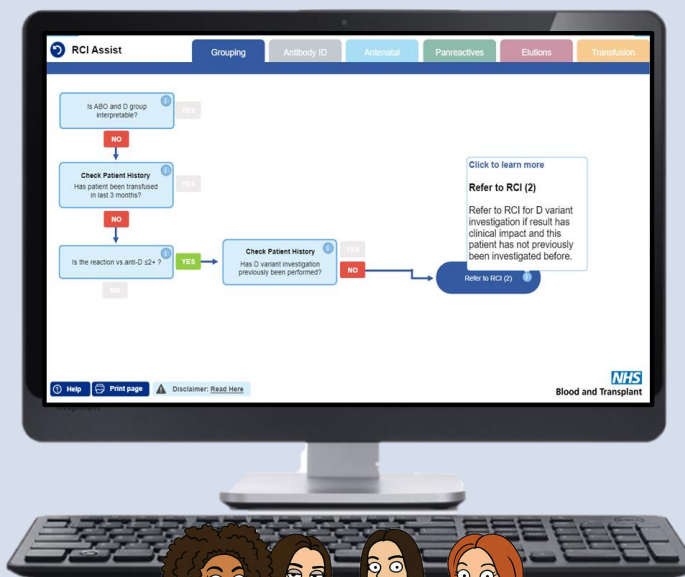 RCI Assist
Grouping
Antibody ID
Antenatal
Panreactives
Elutions
Transfusion
Is ABO and D group
interpretable?
YES
NO
Check Patient History
Has patient been transfused
in last 3 months?
YES
NO
Is the reaction vs.anti-D ≤2+ ?
YES
NO
Check Patient History
Has D variant investigation
previously been performed?
YES
NO
Click to learn more
Refer to RCI (2)
Refer to RCI for D variant
investigation if result has
clinical impact and this
patient has not previously
been investigated before.
Refer to RCI (2)
Help
Print page
Disclaimer: Read Here
NHS
Blood and Transplant